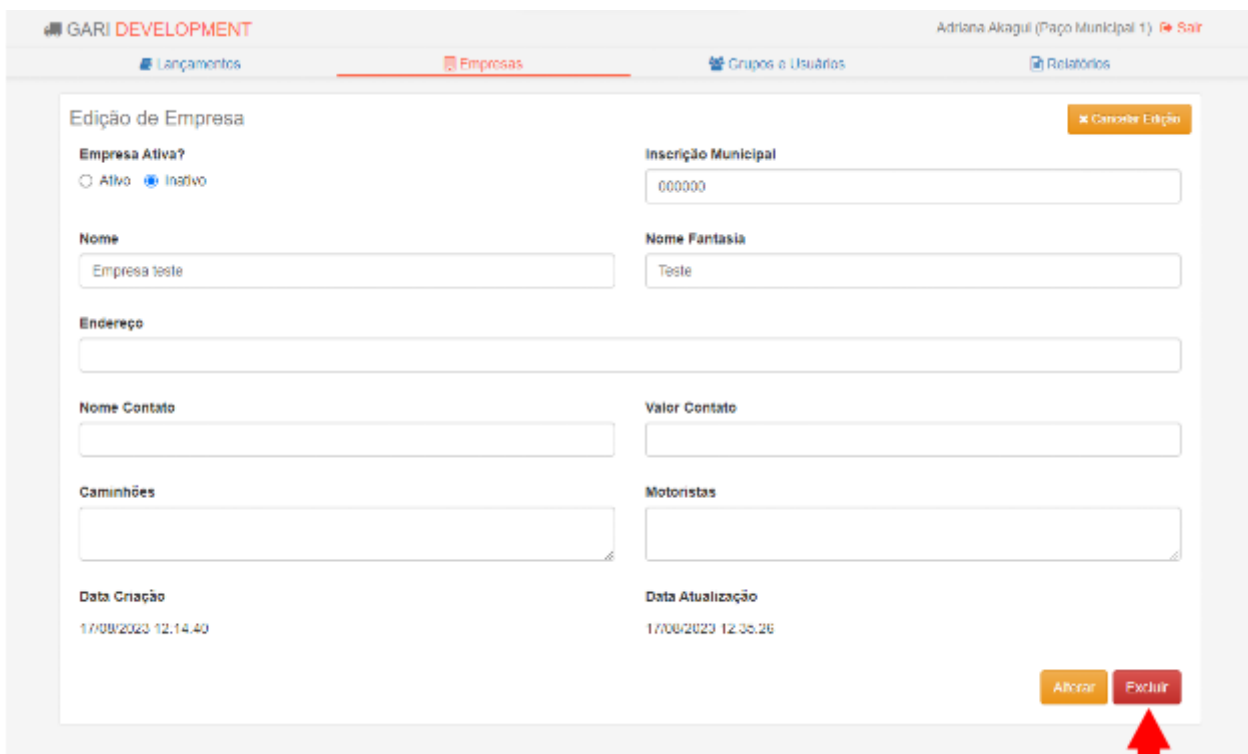 GARI DEVELOPMENT
Adriana Akagui (Paço Municipal 1) Sair
Lançamentos Empresas Grupos e Usuários Relatórios
Edição de Empresa
Cancelar Edição
Empresa Ativa? Inscrição Municipal
Ativo Inativo 000000
Nome Nome Fantasia
Empresa teste Teste
Endereço
Nome Contato Valor Contato
Caminhões Motoristas
Data Criação Data Atualização
17/08/2023 12:14:40 17/08/2023 12:35:26
Alterar Excluir